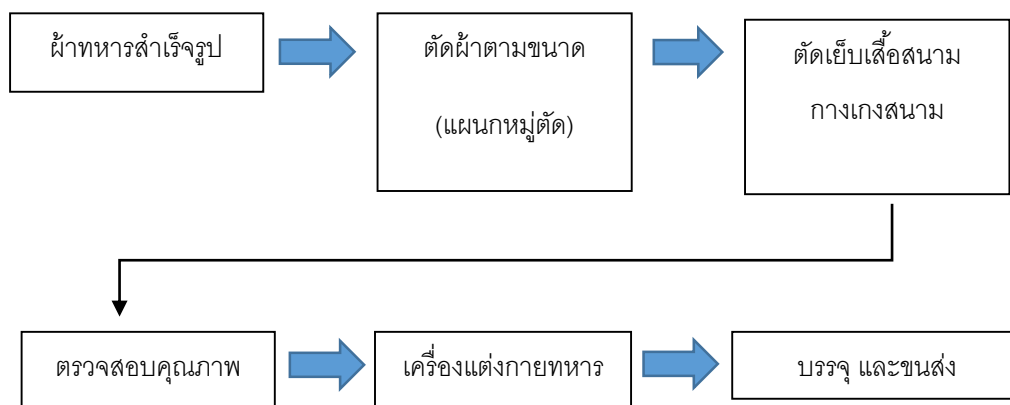 ผ้าทหารสำเร็จรูป
ตัดผ้าตามขนาด
(แผนกหมู่ตัด)
ตัดเย็บเสื้อสนาม
กางเกงสนาม
ตรวจสอบคุณภาพ
เครื่องแต่งกายทหาร
บรรจุ และขนส่ง